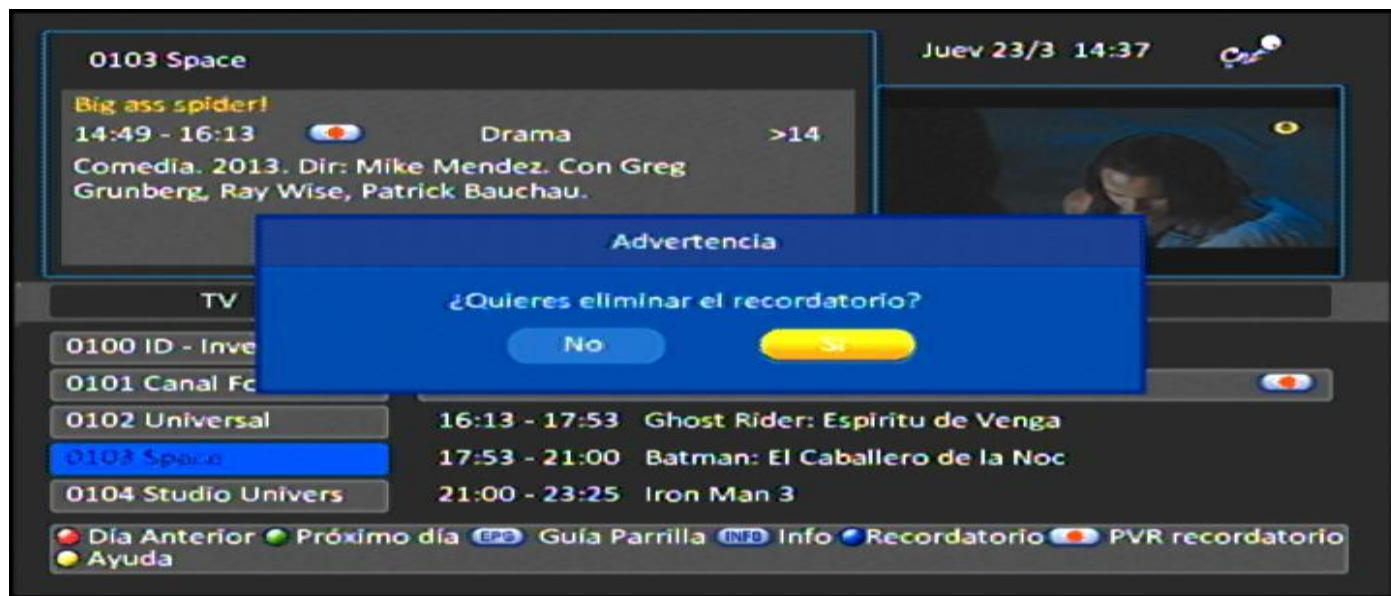 0103 Space
Juev 23/3 14:37
Big ass spider!
14:49 - 16:13 Drama >14
Comedia. 2013. Dir: Mike Mendez. Con Greg
Grunberg, Ray Wise, Patrick Bauchau.
Advertencia
¿Quieres eliminar el recordatorio?
No Si
TV
0100 ID - Inve
0101 Canal Fo
0102 Universal
16:13 - 17:53 Ghost Rider: Espiritu de Venga
0103 Space
17:53 - 21:00 Batman: El Caballero de la Noc
0104 Studio Univers
21:00 - 23:25 Iron Man 3
Día Anterior Próximo día EPG Guía Parrilla INFO Info Recordatorio PVR recordatorio
Ayuda